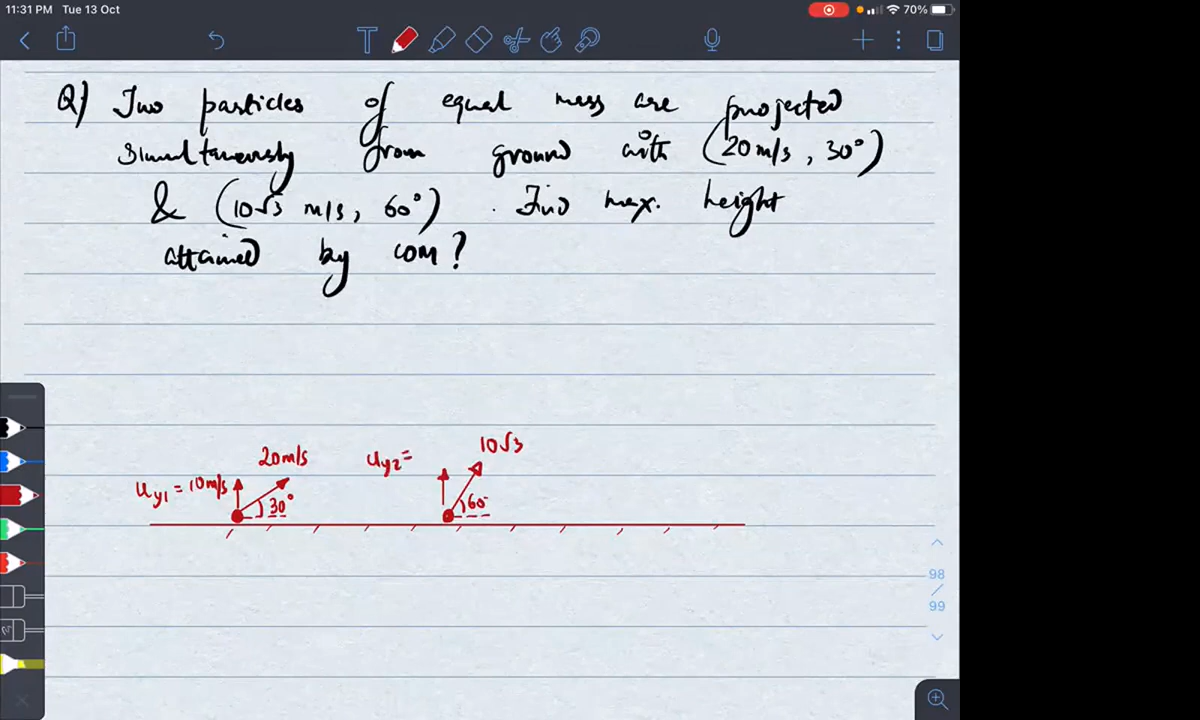 11:31 PM Tue 13 Oct
70%
T
Q) Two particles of equal mass are projected
simultaneously from ground with (20 m/s, 30°)
& (10√3 m/s, 60°). Find max. height
attained by COM?
20m/s
10√3
uy1 = 10m/s
uy2 =
30°
60°
98
/
99